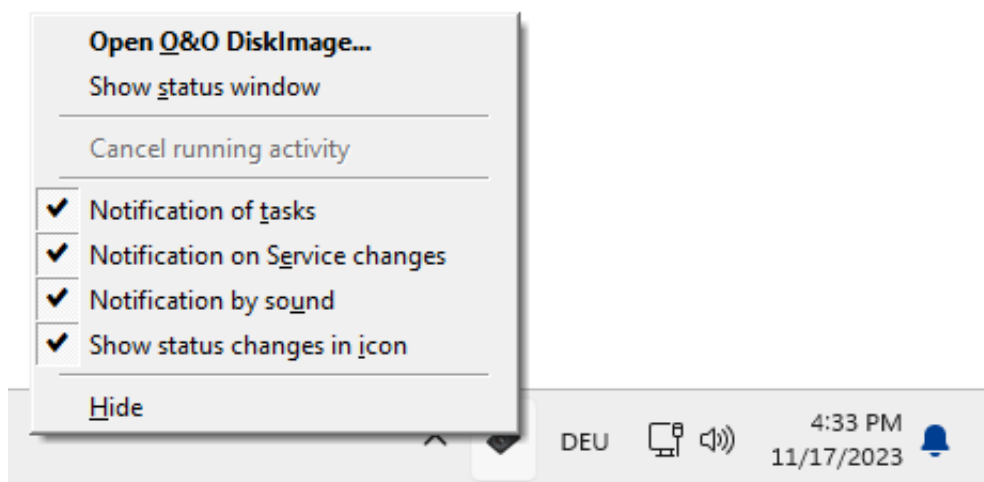 Open O&O DiskImage...
Show status window
Cancel running activity
Notification of tasks
Notification on Service changes
Notification by sound
Show status changes in icon
Hide
DEU
4:33 PM
11/17/2023